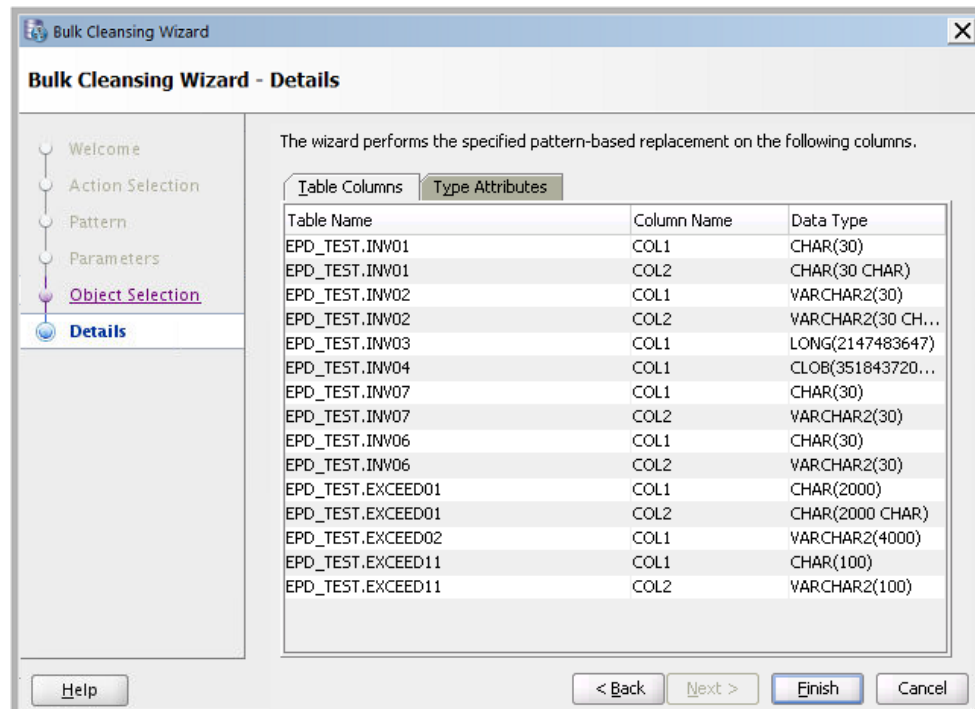 Bulk Cleansing Wizard
Bulk Cleansing Wizard - Details
Welcome
Action Selection
Pattern
Parameters
Object Selection
Details
The wizard performs the specified pattern-based replacement on the following columns.
Table Columns Type Attributes
Table Name Column Name Data Type
EPD_TEST.INV01 COL1 CHAR(30)
EPD_TEST.INV01 COL2 CHAR(30 CHAR)
EPD_TEST.INV02 COL1 VARCHAR2(30)
EPD_TEST.INV02 COL2 VARCHAR2(30 CH...
EPD_TEST.INV03 COL1 LONG(2147483647)
EPD_TEST.INV04 COL1 CLOB(351843720...
EPD_TEST.INV07 COL1 CHAR(30)
EPD_TEST.INV07 COL2 VARCHAR2(30)
EPD_TEST.INV06 COL1 CHAR(30)
EPD_TEST.INV06 COL2 VARCHAR2(30)
EPD_TEST.EXCEED01 COL1 CHAR(2000)
EPD_TEST.EXCEED01 COL2 CHAR(2000 CHAR)
EPD_TEST.EXCEED02 COL1 VARCHAR2(4000)
EPD_TEST.EXCEED11 COL1 CHAR(100)
EPD_TEST.EXCEED11 COL2 VARCHAR2(100)
Help < Back Next > Finish Cancel